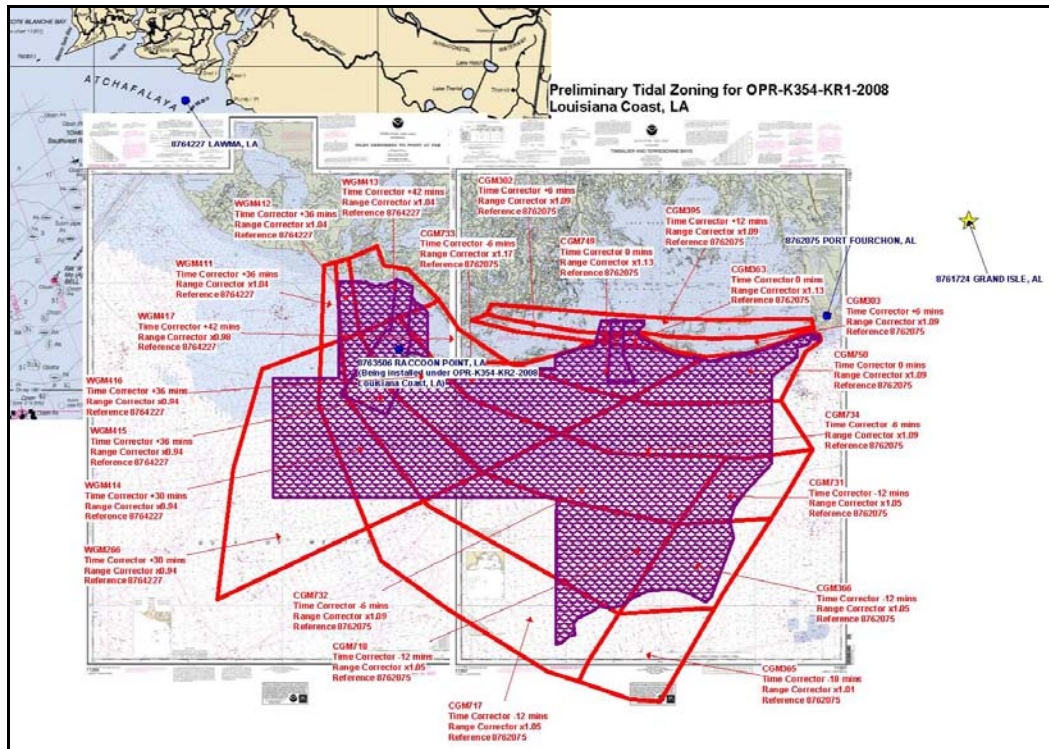 COTE BLANCHE BAY
ATCHAFALAYA
Preliminary Tidal Zoning for OPR-K354-KR1-2008
Louisiana Coast, LA
8764227 LAWMA, LA
WGM413
Time Corrector +42 mins
Range Corrector x1.04
Reference 8764227
WGM412
Time Corrector +36 mins
Range Corrector x1.04
Reference 8764227
CGM302
Time Corrector +6 mins
Range Corrector x1.09
Reference 8762075
CGM395
Time Corrector +12 mins
Range Corrector x1.09
Reference 8762075
CGM733
Time Corrector -6 mins
Range Corrector x1.17
Reference 8762075
CGM749
Time Corrector 0 mins
Range Corrector x1.13
Reference 8762075
8762075 PORT FOURCHON, AL
8761724 GRAND ISLE, AL
WGM411
Time Corrector +36 mins
Range Corrector x1.04
Reference 8764227
CGM363
Time Corrector 0 mins
Range Corrector x1.13
Reference 8762075
CGM303
Time Corrector +6 mins
Range Corrector x1.09
Reference 8762075
WGM417
Time Corrector +42 mins
Range Corrector x0.98
Reference 8764227
8763506 RACCOON POINT, LA
(Being installed under OPR-K354-KR2-2008
Louisiana Coast, LA)
CGM750
Time Corrector 0 mins
Range Corrector x1.09
Reference 8762075
WGM416
Time Corrector +36 mins
Range Corrector x0.94
Reference 8764227
CGM734
Time Corrector -6 mins
Range Corrector x1.09
Reference 8762075
WGM415
Time Corrector +36 mins
Range Corrector x0.94
Reference 8764227
CGM731
Time Corrector -12 mins
Range Corrector x1.05
Reference 8762075
WGM414
Time Corrector +30 mins
Range Corrector x0.94
Reference 8764227
WGM266
Time Corrector +30 mins
Range Corrector x0.94
Reference 8764227
CGM366
Time Corrector -12 mins
Range Corrector x1.05
Reference 8762075
CGM732
Time Corrector -6 mins
Range Corrector x1.09
Reference 8762075
CGM718
Time Corrector -12 mins
Range Corrector x1.05
Reference 8762075
CGM365
Time Corrector -18 mins
Range Corrector x1.01
Reference 8762075
CGM717
Time Corrector -12 mins
Range Corrector x1.05
Reference 8762075